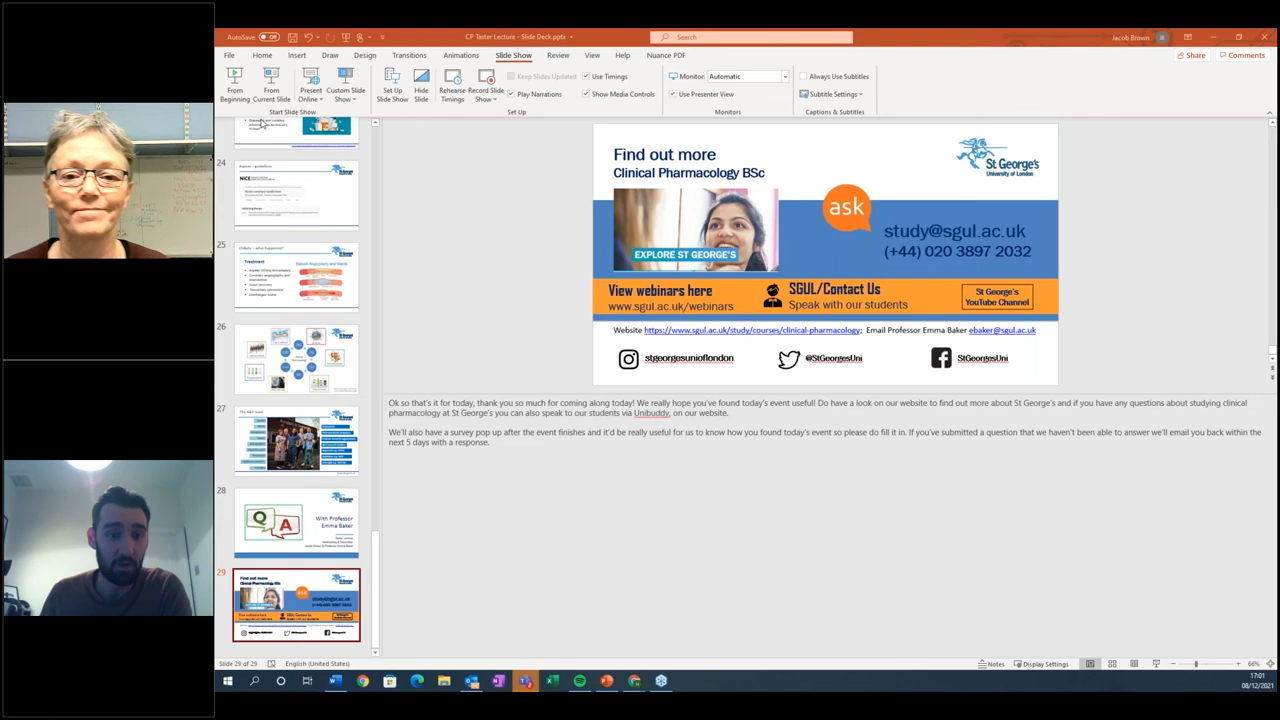 AutoSave Off
CP Taster Lecture - Slide Deck.pptx
Search
Jacob Brown
File Home Insert Draw Design Transitions Animations Slide Show Review View Help Nuance PDF
Share Comments
From Beginning
From Current Slide
Present Online
Custom Slide Show
Set Up Slide Show
Hide Slide
Rehearse Timings
Record Slide Show
Keep Slides Updated
Use Timings
Play Narrations
Show Media Controls
Monitor: Automatic
Use Presenter View
Always Use Subtitles
Subtitle Settings
Start Slide Show
Set Up
Monitors
Captions & Subtitles
24
NICE
25
Treatment
26
27
28
Q A
With Professor
Emma Baker
29
Find out more
Clinical Pharmacology BSc
St George's
University of London
ask
EXPLORE ST GEORGE'S
study@sgul.ac.uk
(+44) 020 3897 2032
View webinars here
www.sgul.ac.uk/webinars
SGUL/Contact Us
Speak with our students
St George's
YouTube Channel
Website https://www.sgul.ac.uk/study/courses/clinical-pharmacology; Email Professor Emma Baker ebaker@sgul.ac.uk
stgeorgesunioflondon
@StGeorgesUni
StGeorgesUni
Ok so that's it for today, thank you so much for coming along today! We really hope you've found today's event useful! Do have a look on our website to find out more about St George's and if you have any questions about studying clinical
pharmacology at St George's you can also speak to our students via Unibuddy, on our website.
We'll also have a survey pop up after the event finishes and it'd be really useful for us to know how you found today's event so please do fill it in. If you've submitted a question that we haven't been able to answer we'll email you back within the
next 5 days with a response.
Slide 29 of 29
English (United States)
Notes
Display Settings
66%
17:01
08/12/2021